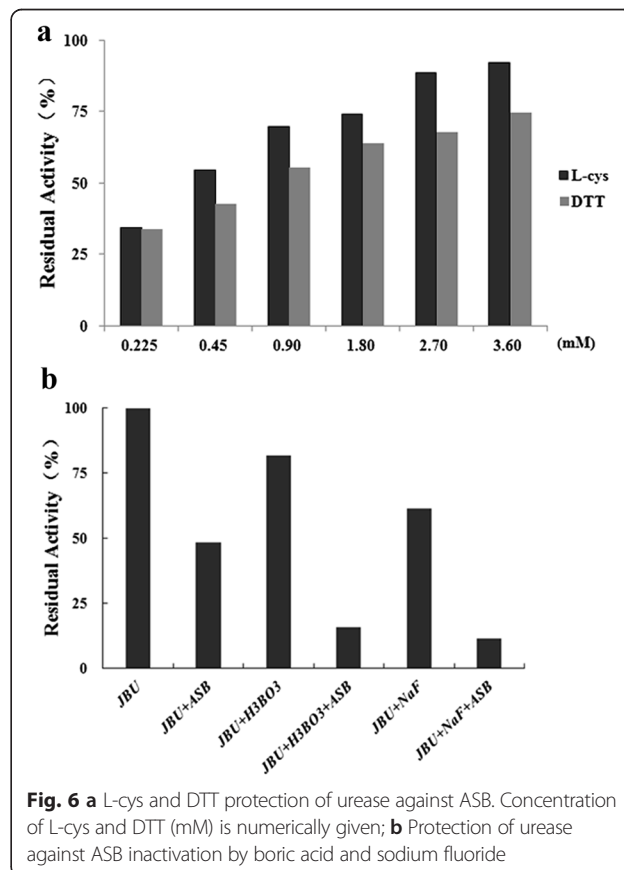 a
100
75
50
25
0
Residual Activity (%)
L-cys
DTT
0.225 0.45 0.90 1.80 2.70 3.60 (mM)
b
100
75
50
25
0
Residual Activity (%)
JBU
JBU+ASB
JBU+H3BO3
JBU+H3BO3+ASB
JBU+NaF
JBU+NaF+ASB
Fig. 6 a L-cys and DTT protection of urease against ASB. Concentration
of L-cys and DTT (mM) is numerically given; b Protection of urease
against ASB inactivation by boric acid and sodium fluoride